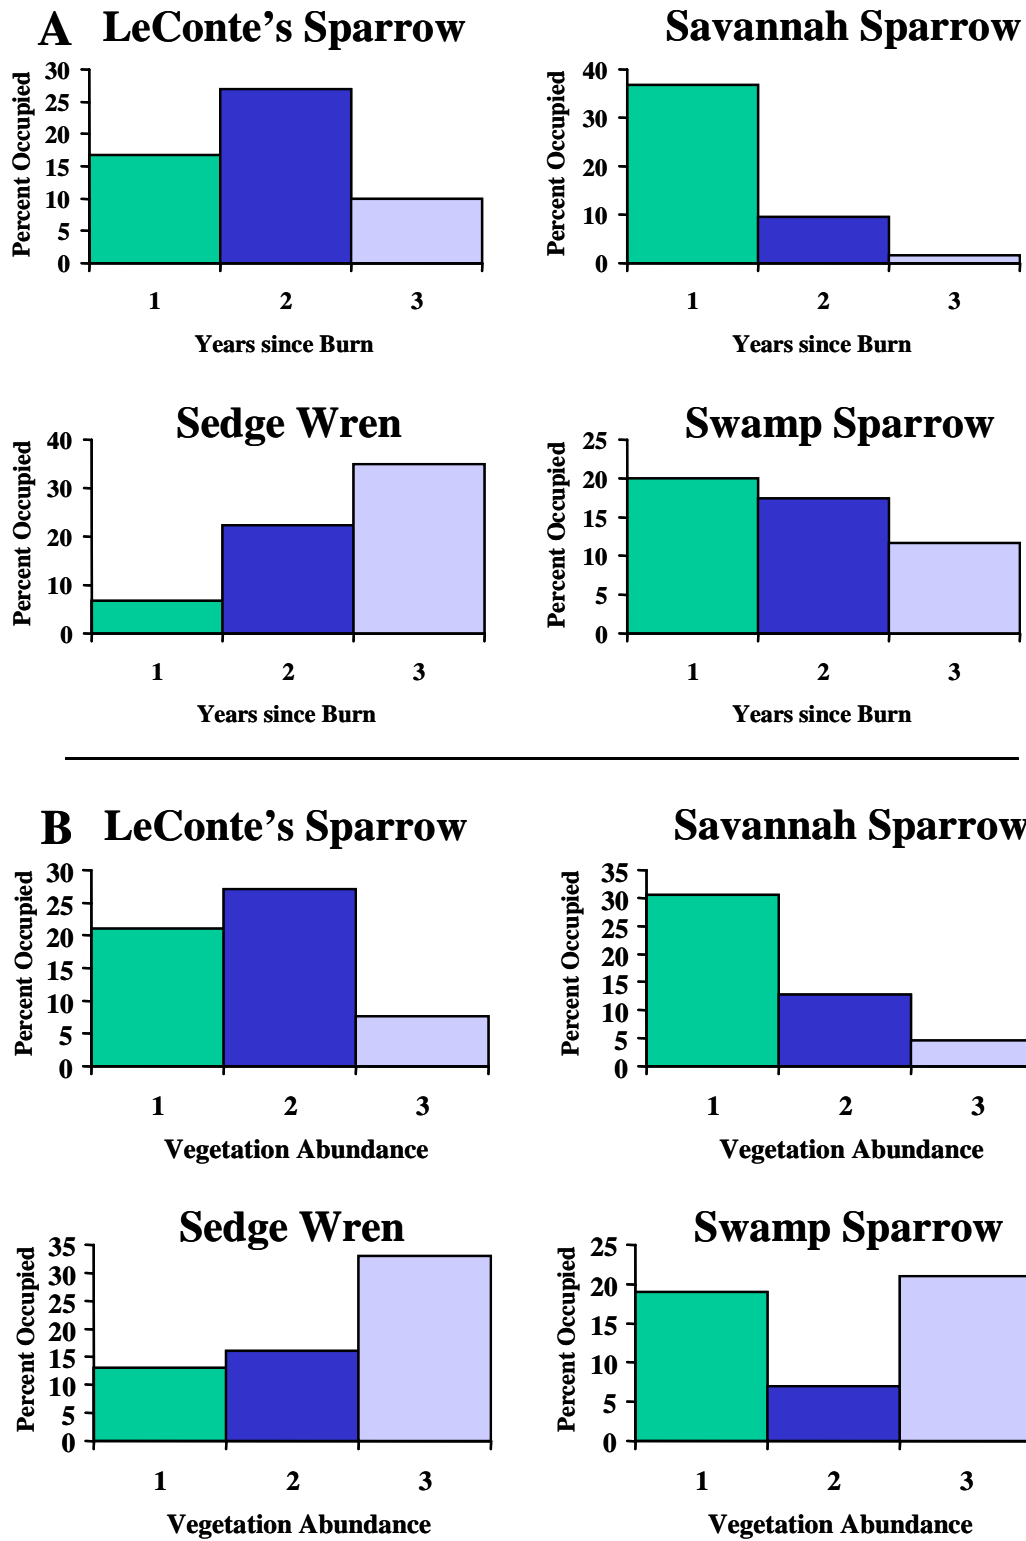 A LeConte's Sparrow
Percent Occupied
30
25
20
15
10
5
0
1 2 3
Years since Burn
Savannah Sparrow
Percent Occupied
40
30
20
10
0
1 2 3
Years since Burn
Sedge Wren
Percent Occupied
40
30
20
10
0
1 2 3
Years since Burn
Swamp Sparrow
Percent Occupied
25
20
15
10
5
0
1 2 3
Years since Burn
B LeConte's Sparrow
Percent Occupied
30
25
20
15
10
5
0
1 2 3
Vegetation Abundance
Savannah Sparrow
Percent Occupied
35
30
25
20
15
10
5
0
1 2 3
Vegetation Abundance
Sedge Wren
Percent Occupied
35
30
25
20
15
10
5
0
1 2 3
Vegetation Abundance
Swamp Sparrow
Percent Occupied
25
20
15
10
5
0
1 2 3
Vegetation Abundance